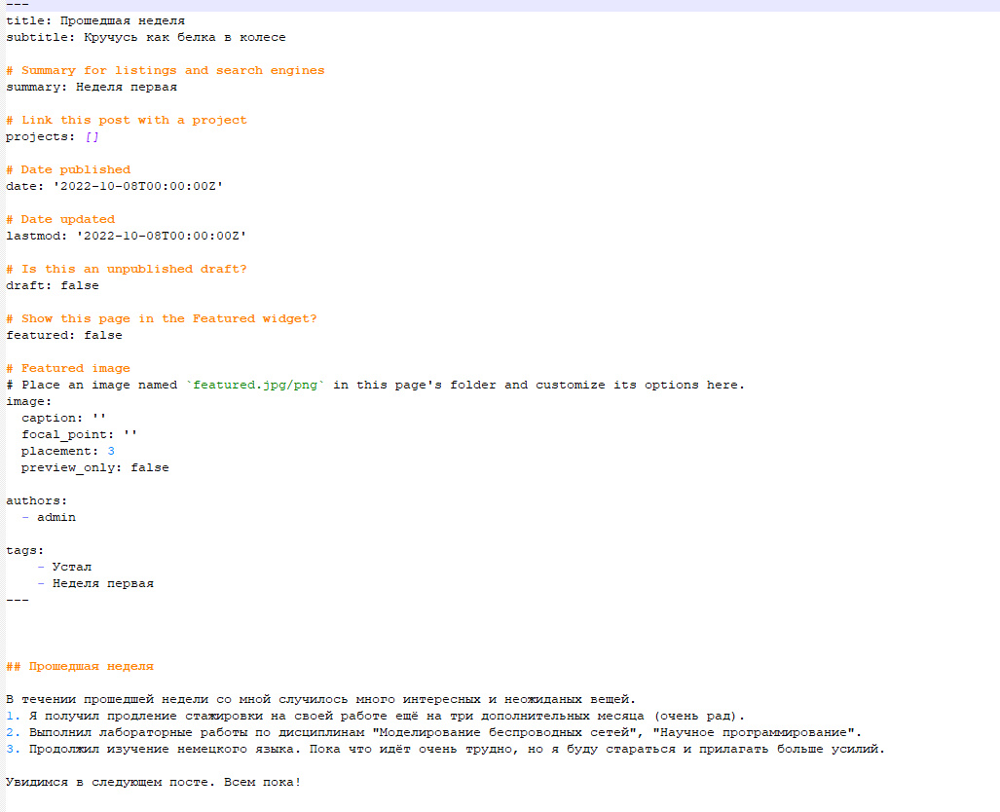 ---
title: Прошедшая неделя
subtitle: Кручусь как белка в колесе
# Summary for listings and search engines
summary: Неделя первая
# Link this post with a project
projects: []
# Date published
date: '2022-10-08T00:00:00Z'
# Date updated
lastmod: '2022-10-08T00:00:00Z'
# Is this an unpublished draft?
draft: false
# Show this page in the Featured widget?
featured: false
# Featured image
# Place an image named `featured.jpg/png` in this page's folder and customize its options here.
image:
  caption: ''
  focal_point: ''
  placement: 3
  preview_only: false
authors:
  - admin
tags:
    - Устал
    - Неделя первая
---
## Прошедшая неделя
В течении прошедшей недели со мной случилось много интересных и неожиданых вещей.
1. Я получил продление стажировки на своей работе ещё на три дополнительных месяца (очень рад).
2. Выполнил лабораторные работы по дисциплинам "Моделирование беспроводных сетей", "Научное программирование".
3. Продолжил изучение немецкого языка. Пока что идёт очень трудно, но я буду стараться и прилагать больше усилий.
Увидимся в следующем посте. Всем пока!